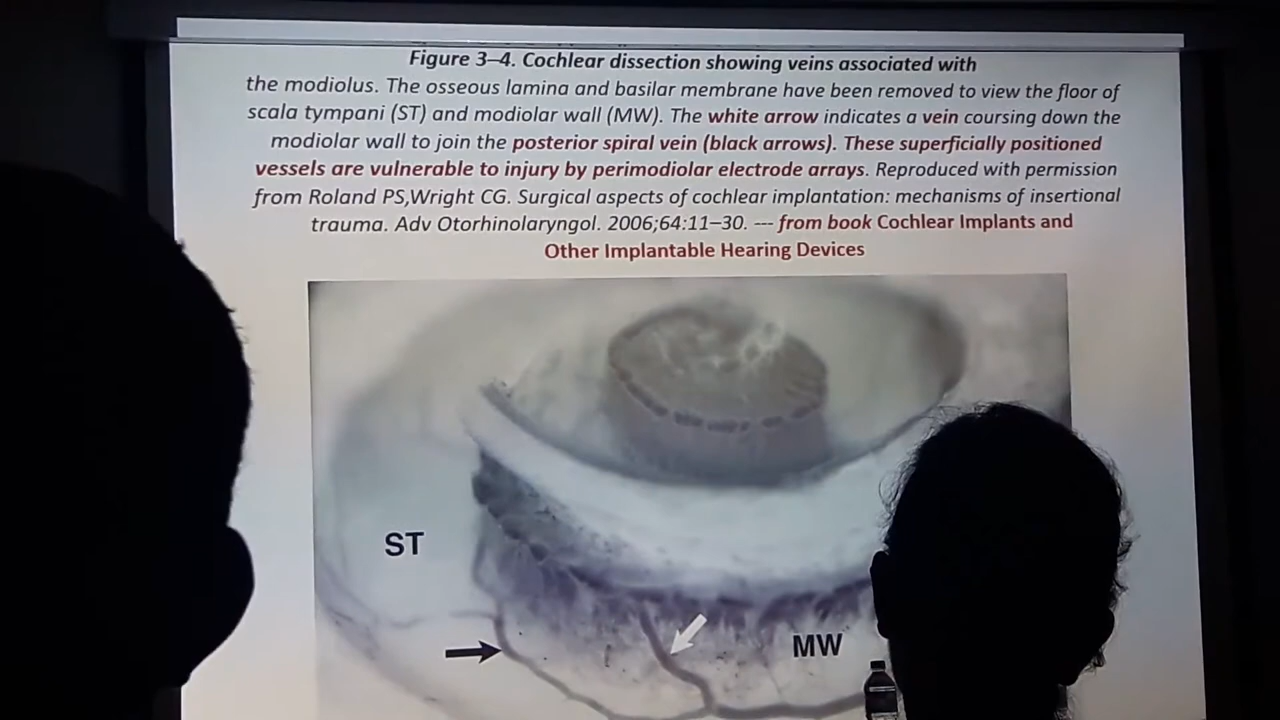 Figure 3–4. Cochlear dissection showing veins associated with
the modiolus. The osseous lamina and basilar membrane have been removed to view the floor of
scala tympani (ST) and modiolar wall (MW). The white arrow indicates a vein coursing down the
modiolar wall to join the posterior spiral vein (black arrows). These superficially positioned
vessels are vulnerable to injury by perimodiolar electrode arrays. Reproduced with permission
from Roland PS,Wright CG. Surgical aspects of cochlear implantation: mechanisms of insertional
trauma. Adv Otorhinolaryngol. 2006;64:11–30. --- from book Cochlear Implants and
Other Implantable Hearing Devices
ST
MW